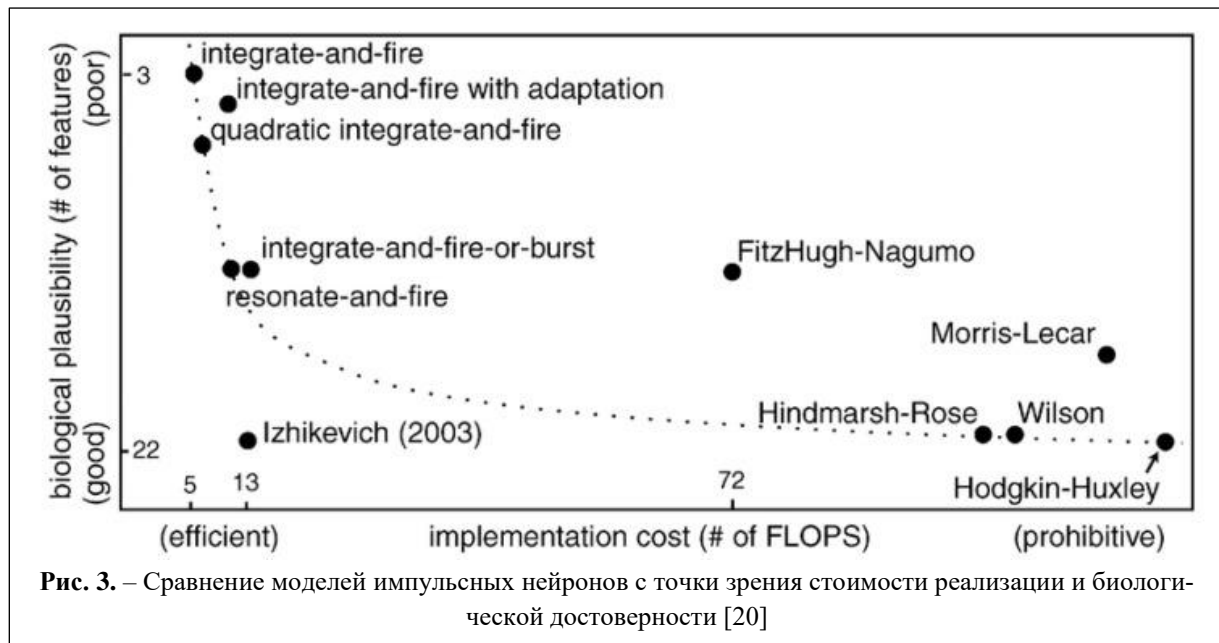 integrate-and-fire
3
integrate-and-fire with adaptation
quadratic integrate-and-fire
biological plausibility (# of features)
(good) (poor)
integrate-and-fire-or-burst
FitzHugh-Nagumo
resonate-and-fire
Morris-Lecar
Hindmarsh-Rose Wilson
Izhikevich (2003)
22
Hodgkin-Huxley
5 13 72
(efficient) implementation cost (# of FLOPS) (prohibitive)
Рис. 3. – Сравнение моделей импульсных нейронов с точки зрения стоимости реализации и биологи-
ческой достоверности [20]